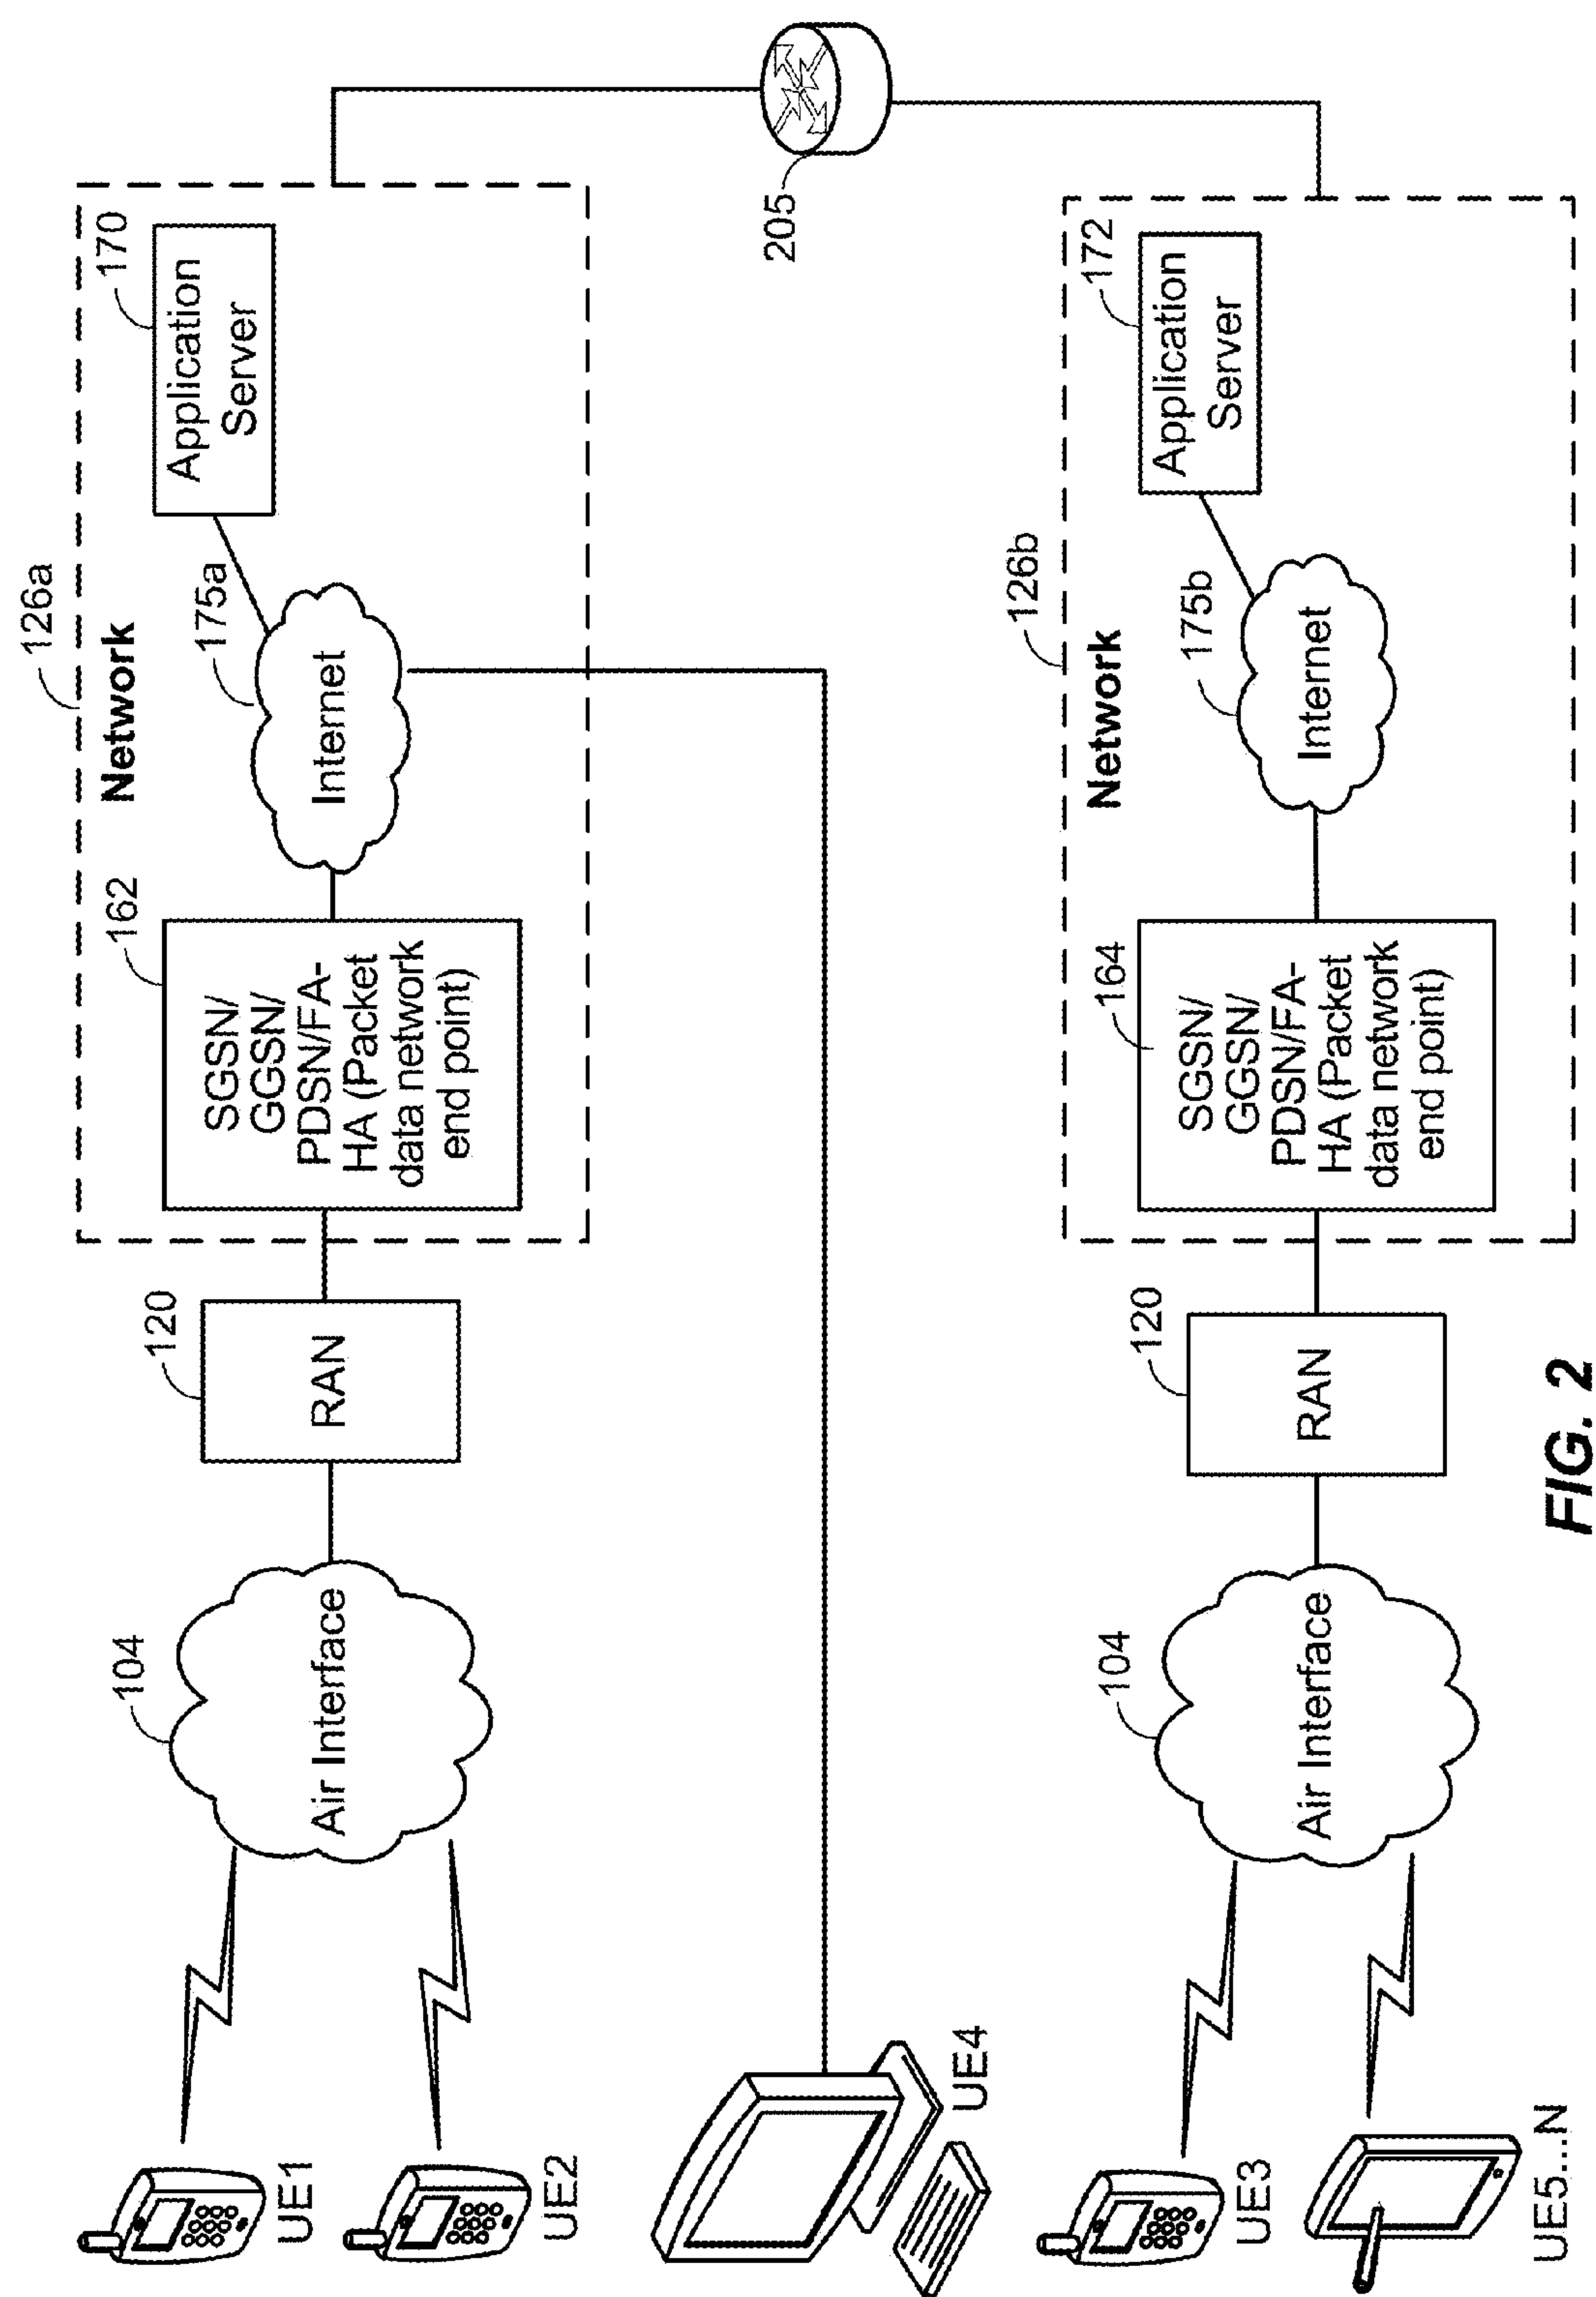 126a
Network
UE1
UE2
104
Air Interface
120
RAN
162
SGSN/
GGSN/
PDSN/FA-
HA (Packet
data network
end point)
175a
Internet
170
Application
Server
205
UE4
126b
Network
UE3
UE5...N
104
Air Interface
120
RAN
164
SGSN/
GGSN/
PDSN/FA-
HA (Packet
data network
end point)
175b
Internet
172
Application
Server
FIG. 2